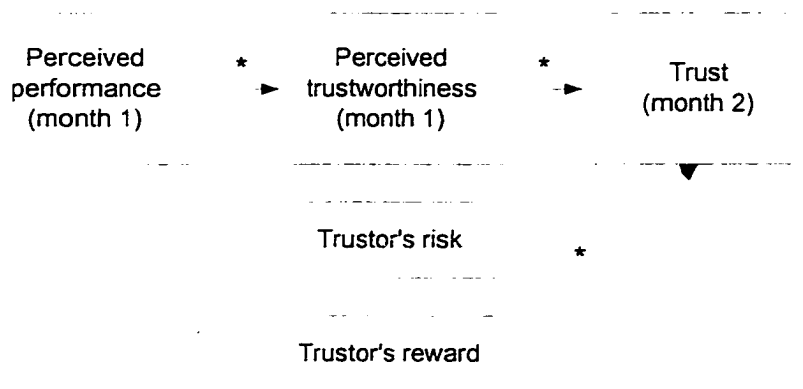 Perceived
performance
(month 1)
*
Perceived
trustworthiness
(month 1)
*
Trust
(month 2)
Trustor's risk
*
Trustor's reward